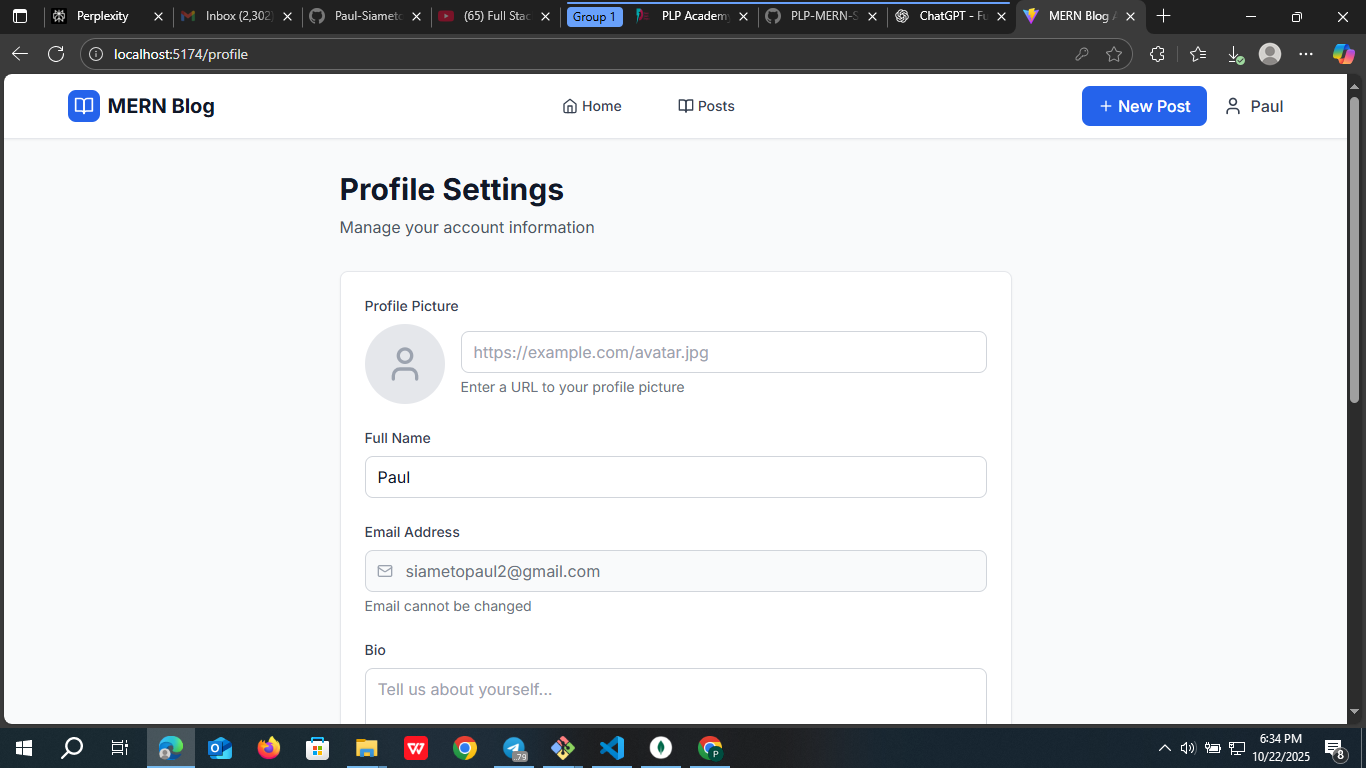 Perplexity
Inbox (2,302)
Paul-Siameto
(65) Full Stac
Group 1
PLP Academy
PLP-MERN-S
ChatGPT - Fu
MERN Blog A
localhost:5174/profile
MERN Blog
Home
Posts
+ New Post
Paul
Profile Settings
Manage your account information
Profile Picture
https://example.com/avatar.jpg
Enter a URL to your profile picture
Full Name
Paul
Email Address
siametopaul2@gmail.com
Email cannot be changed
Bio
Tell us about yourself...
79
P
6:34 PM
10/22/2025
8